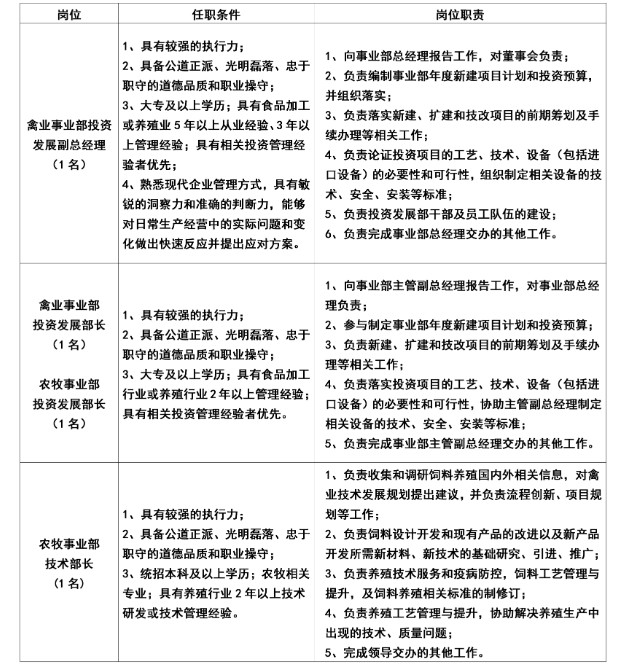 岗位
任职条件
岗位职责
禽业事业部投资
发展副总经理
（1名）
1、具有较强的执行力；
2、具备公道正派、光明磊落、忠于
职守的道德品质和职业操守；
3、大专及以上学历；具有食品加工
或养殖业5年以上从业经验、3年以
上管理经验；具有相关投资管理经
验者优先；
4、熟悉现代企业管理方式，具有敏
锐的洞察力和准确的判断力，能够
对日常生产经营中的实际问题和变
化做出快速反应并提出应对方案。
1、向事业部总经理报告工作，对董事会负责；
2、负责编制事业部年度新建项目计划和投资预算，
并组织落实；
3、负责落实新建、扩建和技改项目的前期筹划及手
续办理等相关工作；
4、负责论证投资项目的工艺、技术、设备（包括进
口设备）的必要性和可行性，组织制定相关设备的技
术、安全、安装等标准；
5、负责投资发展部干部及员工队伍的建设；
6、负责完成事业部总经理交办的其他工作。
禽业事业部
投资发展部长
（1名）
农牧事业部
投资发展部长
（1名）
1、具有较强的执行力；
2、具备公道正派、光明磊落、忠于
职守的道德品质和职业操守；
3、大专及以上学历；具有食品加工
行业或养殖行业2年以上管理经验；
具有相关投资管理经验者优先。
1、向事业部主管副总经理报告工作，对事业部总经
理负责；
2、参与制定事业部年度新建项目计划和投资预算；
3、负责新建、扩建和技改项目的前期筹划及手续办
理等相关工作；
4、负责落实投资项目的工艺、技术、设备（包括进
口设备）的必要性和可行性，协助主管副总经理制定
相关设备的技术、安全、安装等标准；
5、负责完成事业部主管副总经理交办的其他工作。
农牧事业部
技术部长
（1名）
1、具有较强的执行力；
2、具备公道正派、光明磊落、忠于
职守的道德品质和职业操守；
3、统招本科及以上学历；农牧相关
专业；具有养殖行业2年以上技术
研发或技术管理经验。
1、负责收集和调研饲料养殖国内外相关信息，对禽
业技术发展规划提出建议，并负责流程创新、项目规
划等工作；
2、负责饲料设计开发和现有产品的改进以及新产品
开发所需新材料、新技术的基础研究、引进、推广；
3、负责养殖技术服务和疫病防控，饲料工艺管理与
提升，及饲料养殖相关标准的制修订；
4、负责养殖工艺管理与提升，协助解决养殖生产中
出现的技术、质量问题；
5、完成领导交办的其他工作。